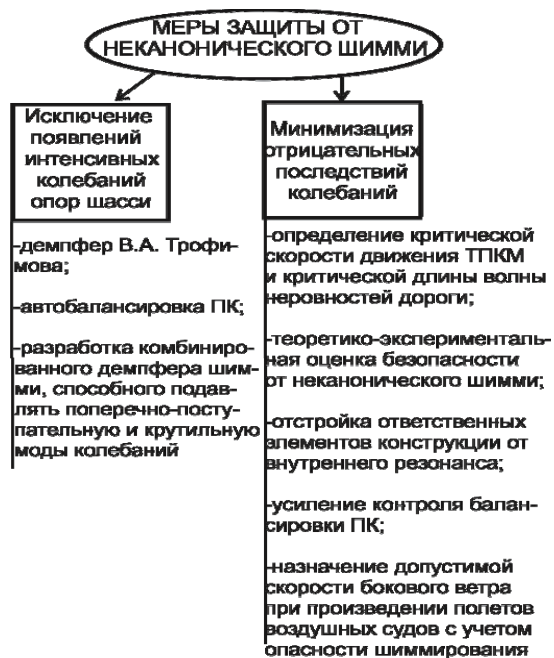 МЕРЫ ЗАЩИТЫ ОТ
НЕКАНОНИЧЕСКОГО ШИММИ
Исключение
появлений
интенсивных
колебаний
опор шасси
-демпфер В.А. Трофи-
мова;
-автобалансировка ПК;
-разработка комбиниро-
ванного демпфера шим-
ми, способного подав-
лять поперечно-посту-
пательную и крутильную
моды колебаний
Минимизация
отрицательных
последствий
колебаний
-определение критической
скорости движения ТПКМ
и критической длины волны
неровностей дороги;
-теоретико-эксперименталь-
ная оценка безопасности
от неканонического шимми;
-отстройка ответственных
элементов конструкции от
внутреннего резонанса;
-усиление контроля балан-
сировки ПК;
-назначение допустимой
скорости бокового ветра
при произведении полетов
воздушных судов с учетом
опасности шиммирования